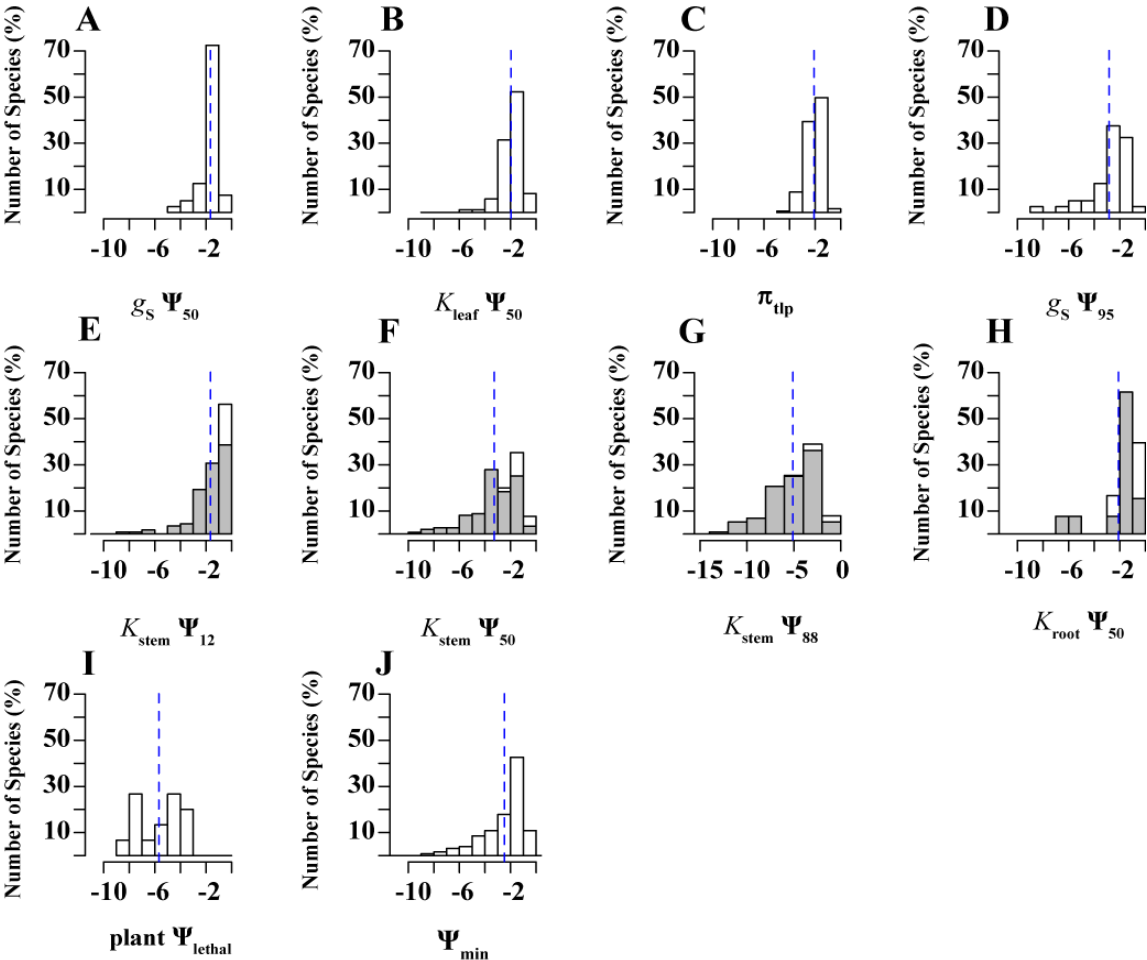 A
Number of Species (%)
70
50
30
10
-10 -6 -2
gS Ψ50
B
Number of Species (%)
70
50
30
10
-10 -6 -2
Kleaf Ψ50
C
Number of Species (%)
70
50
30
10
-10 -6 -2
πtlp
D
Number of Species (%)
70
50
30
10
-10 -6 -2
gS Ψ95
E
Number of Species (%)
70
50
30
10
-10 -6 -2
Kstem Ψ12
F
Number of Species (%)
70
50
30
10
-10 -6 -2
Kstem Ψ50
G
Number of Species (%)
70
50
30
10
-15 -10 -5 0
Kstem Ψ88
H
Number of Species (%)
70
50
30
10
-10 -6 -2
Kroot Ψ50
I
Number of Species (%)
70
50
30
10
-10 -6 -2
plant Ψlethal
J
Number of Species (%)
70
50
30
10
-10 -6 -2
Ψmin